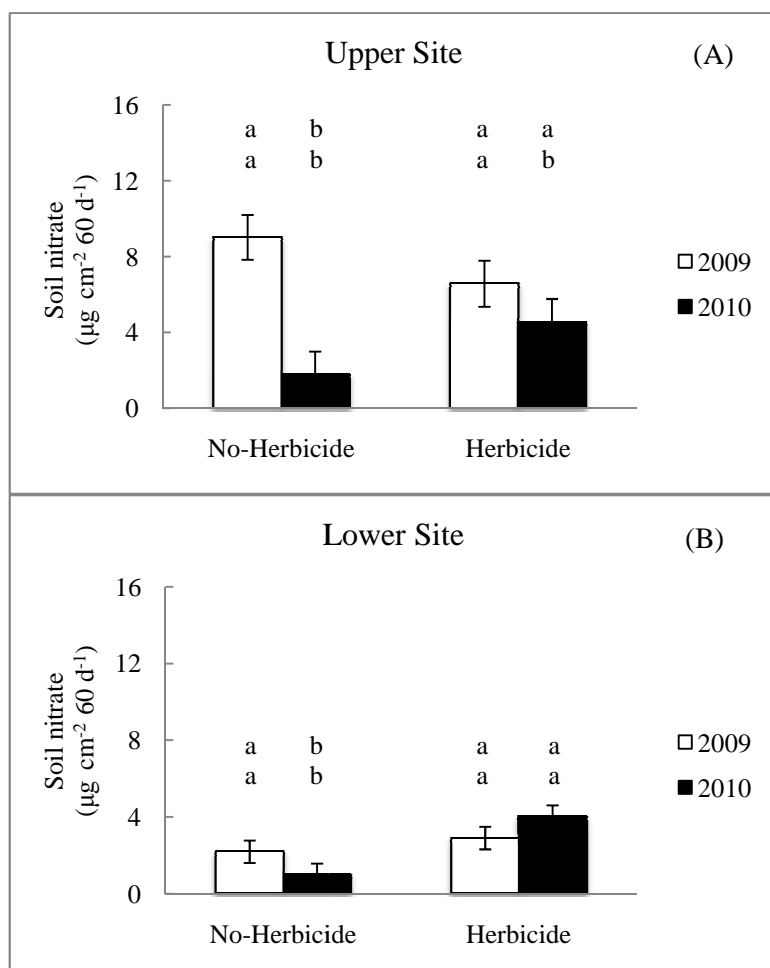 Upper Site (A)
16
a b a a
a b a b
12
8
4
0
Soil nitrate
(µg cm⁻² 60 d⁻¹)
2009
2010
No-Herbicide Herbicide
Lower Site (B)
16
12
8
a b a a
a b a a
4
0
Soil nitrate
(µg cm⁻² 60 d⁻¹)
2009
2010
No-Herbicide Herbicide